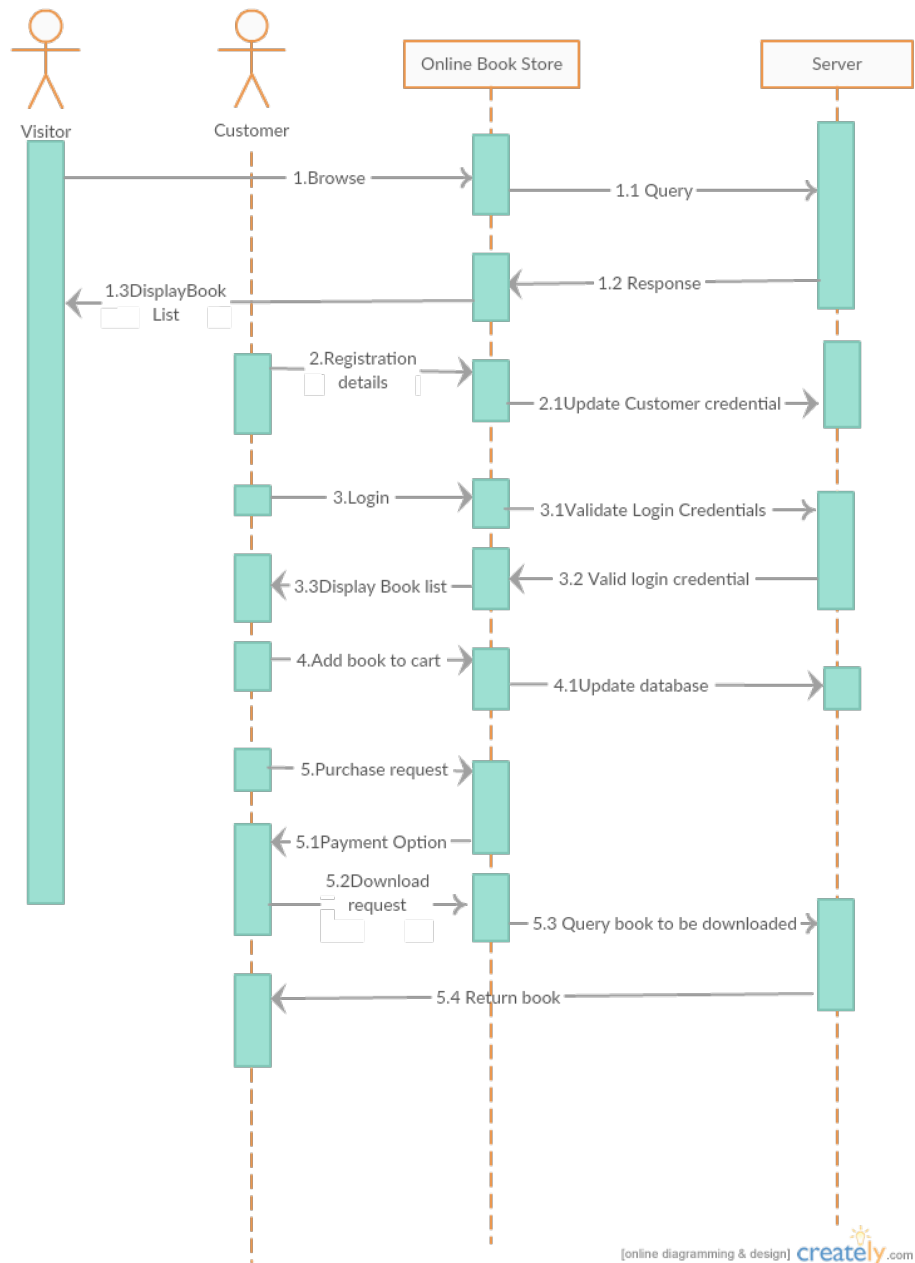 Visitor
Customer
Online Book Store
Server
1.Browse
1.1 Query
1.2 Response
1.3DisplayBook
List
2.Registration
details
2.1Update Customer credential
3.Login
3.1Validate Login Credentials
3.2 Valid login credential
3.3Display Book list
4.Add book to cart
4.1Update database
5.Purchase request
5.1Payment Option
5.2Download
request
5.3 Query book to be downloaded
5.4 Return book
[online diagramming & design] creately.com